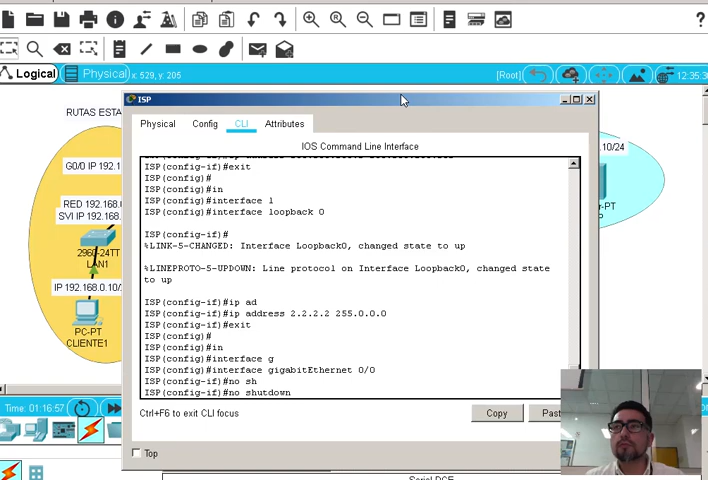 Logical
Physical
x: 529, y: 205
[Root]
12:35:3
RUTAS ESTA
ISP
Physical
Config
CLI
Attributes
IOS Command Line Interface
ISP(config-if)#exit
ISP(config)#
ISP(config)#in
ISP(config)#interface l
ISP(config)#interface loopback 0
ISP(config-if)#
%LINK-5-CHANGED: Interface Loopback0, changed state to up
%LINEPROTO-5-UPDOWN: Line protocol on Interface Loopback0, changed state
to up
ISP(config-if)#ip ad
ISP(config-if)#ip address 2.2.2.2 255.0.0.0
ISP(config-if)#exit
ISP(config)#
ISP(config)#in
ISP(config)#interface g
ISP(config)#interface gigabitEthernet 0/0
ISP(config-if)#no sh
ISP(config-if)#no shutdown
Ctrl+F6 to exit CLI focus
Copy
Past
Top
G0/0 IP 192.1
RED 192.168.
SVI IP 192.168.
2960-24TT
LAN1
IP 192.168.0.10/
PC-PT
CLIENTE1
.10/24
r-PT
Time: 01:16:57